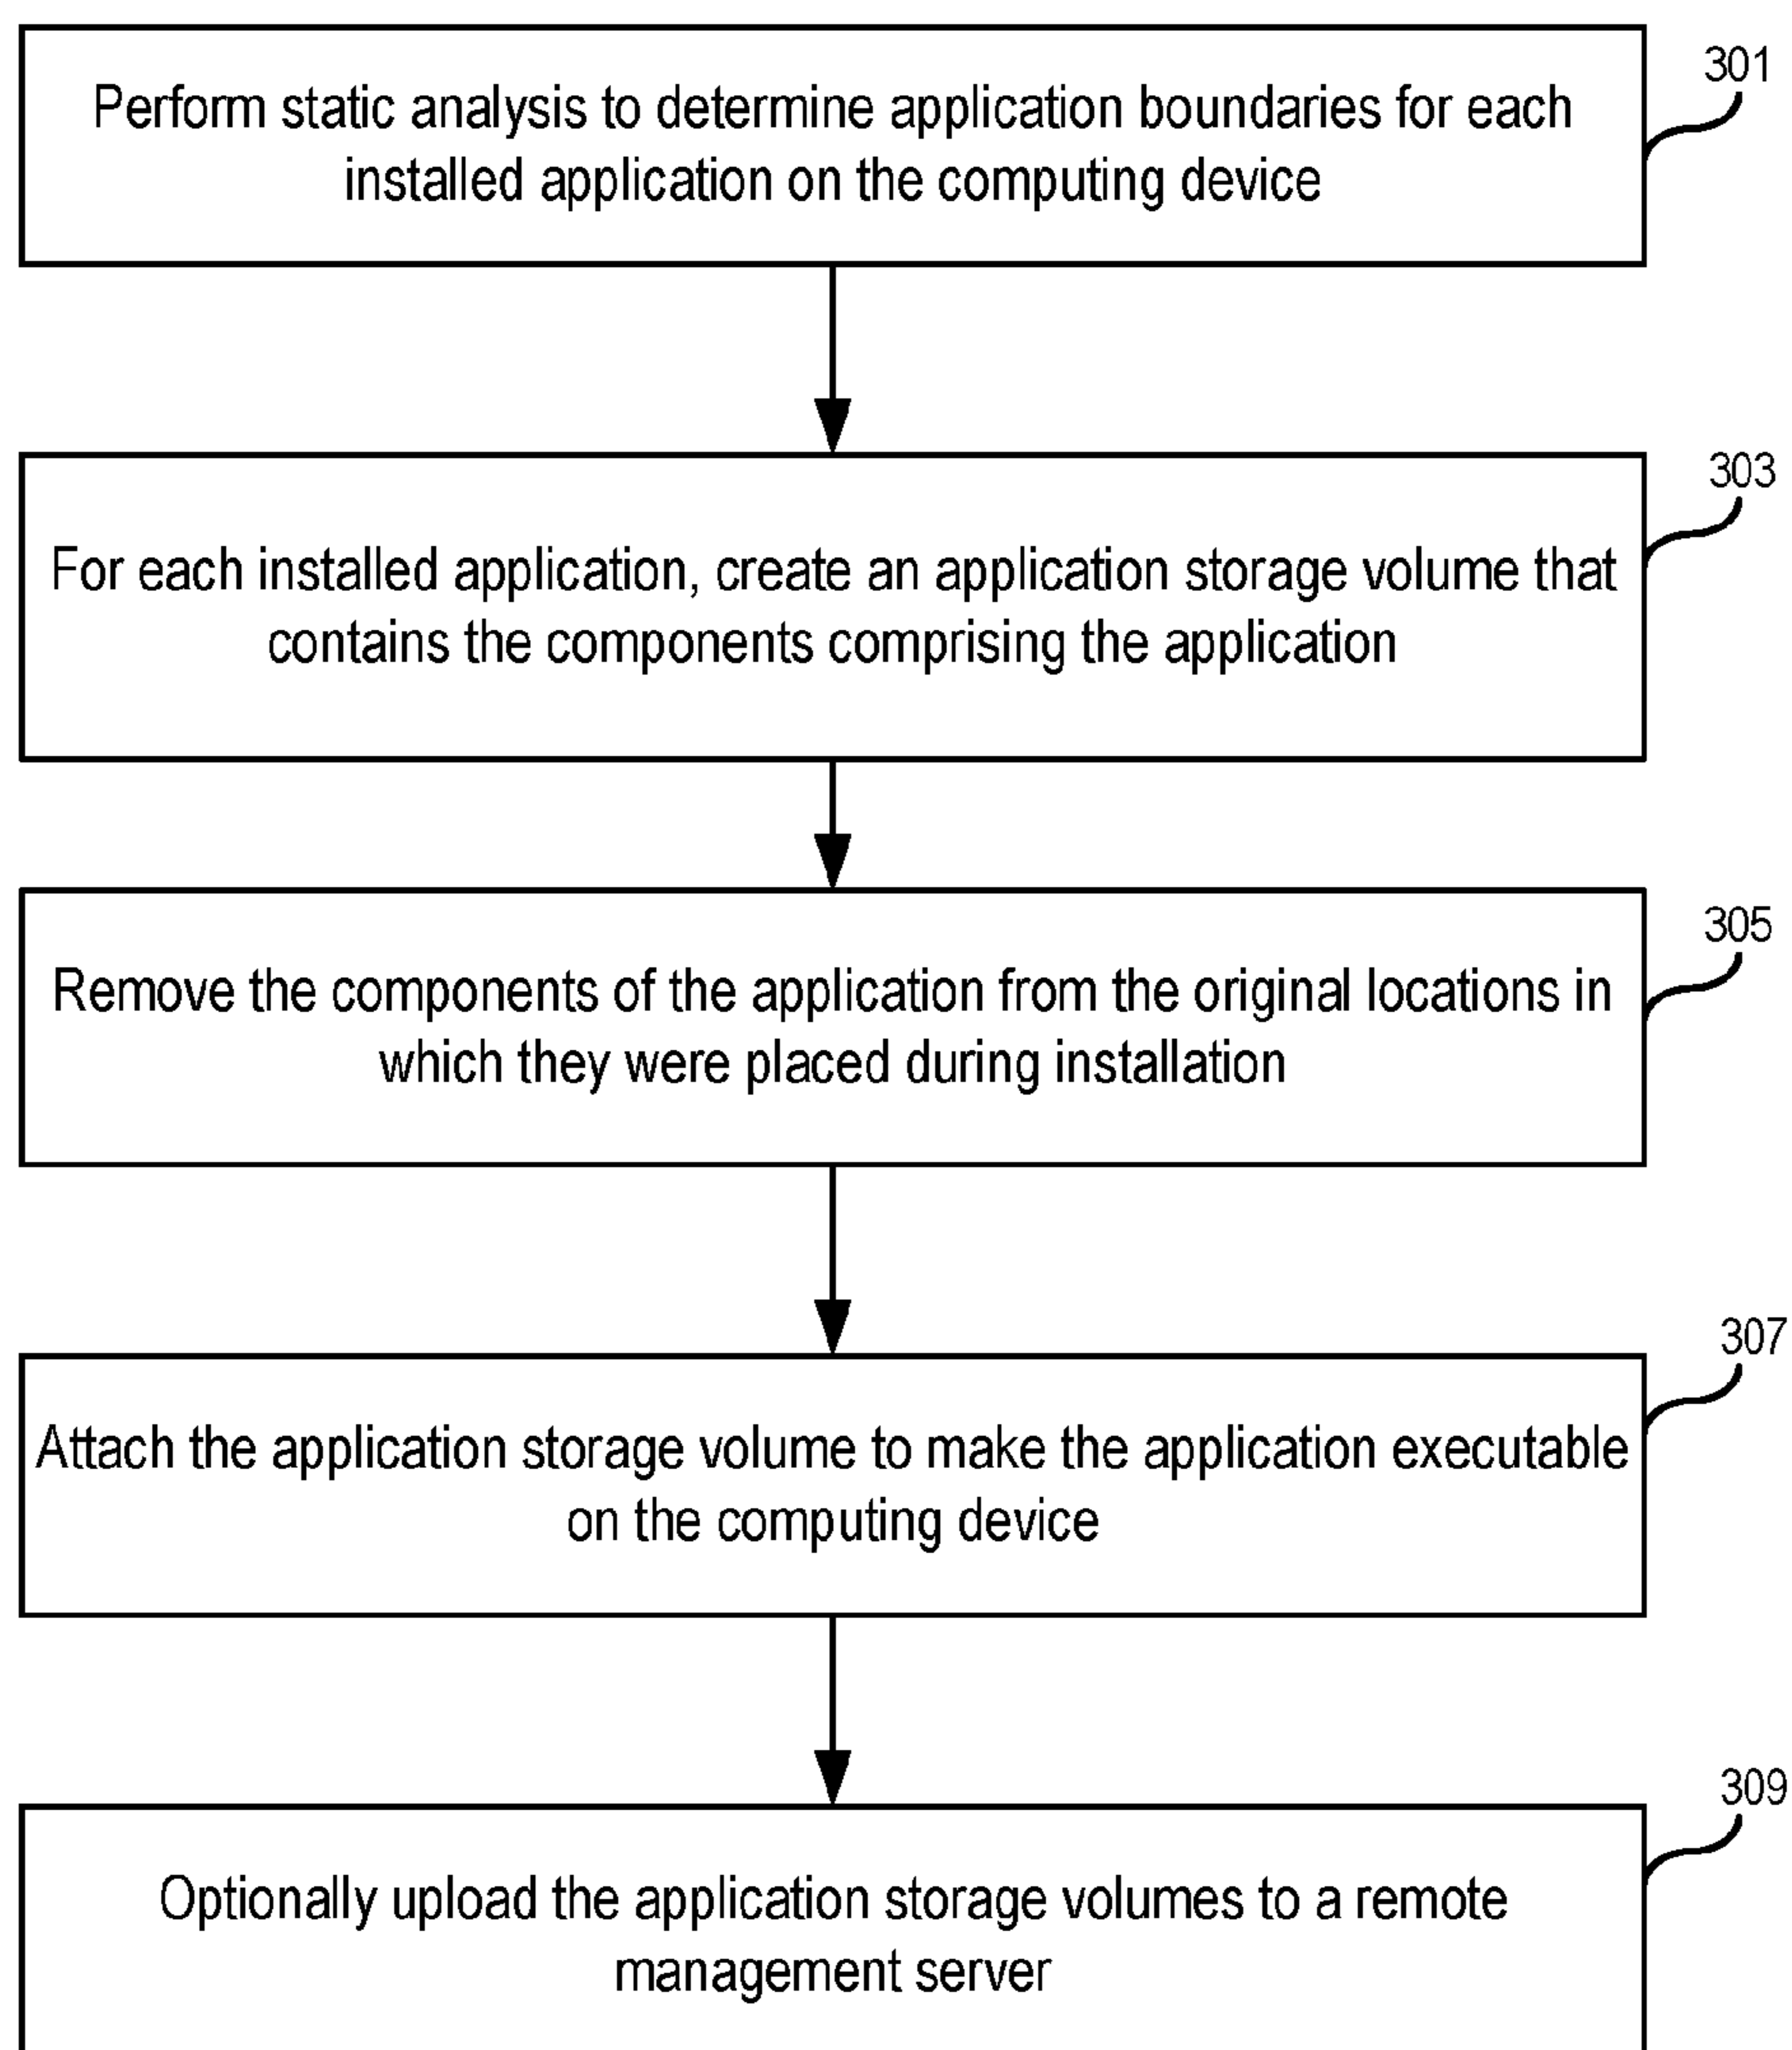 301
Perform static analysis to determine application boundaries for each
installed application on the computing device
303
For each installed application, create an application storage volume that
contains the components comprising the application
305
Remove the components of the application from the original locations in
which they were placed during installation
307
Attach the application storage volume to make the application executable
on the computing device
309
Optionally upload the application storage volumes to a remote
management server